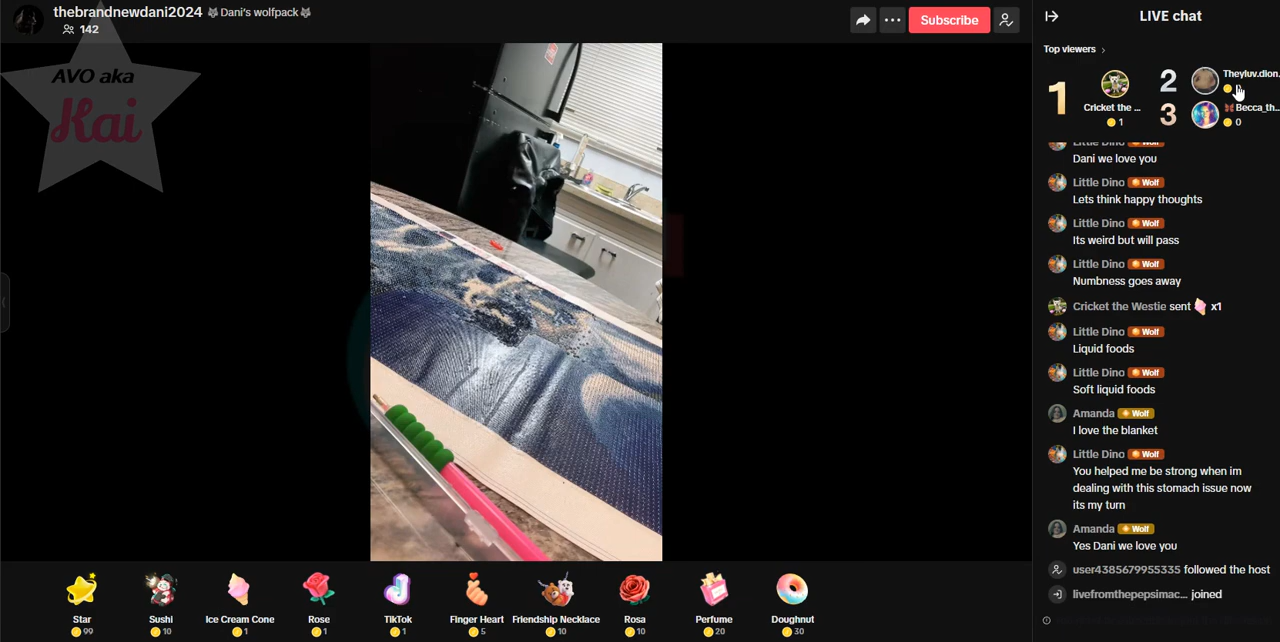 thebrandnewdani2024 🐺Dani's wolfpack🐺
142
Subscribe
AVO aka
Kai
LIVE chat
Top viewers
1
Cricket the ...
1
2
Theyluv.dion.
3
Becca_th...
0
Little Dino Wolf
Dani we love you
Little Dino Wolf
Lets think happy thoughts
Little Dino Wolf
Its weird but will pass
Little Dino Wolf
Numbness goes away
Cricket the Westie sent x1
Little Dino Wolf
Liquid foods
Little Dino Wolf
Soft liquid foods
Amanda Wolf
I love the blanket
Little Dino Wolf
You helped me be strong when im
dealing with this stomach issue now
its my turn
Amanda Wolf
Yes Dani we love you
user4385679955335 followed the host
livefromthepepsimac... joined
Star
99
Sushi
10
Ice Cream Cone
1
Rose
1
TikTok
1
Finger Heart
5
Friendship Necklace
10
Rosa
10
Perfume
20
Doughnut
30